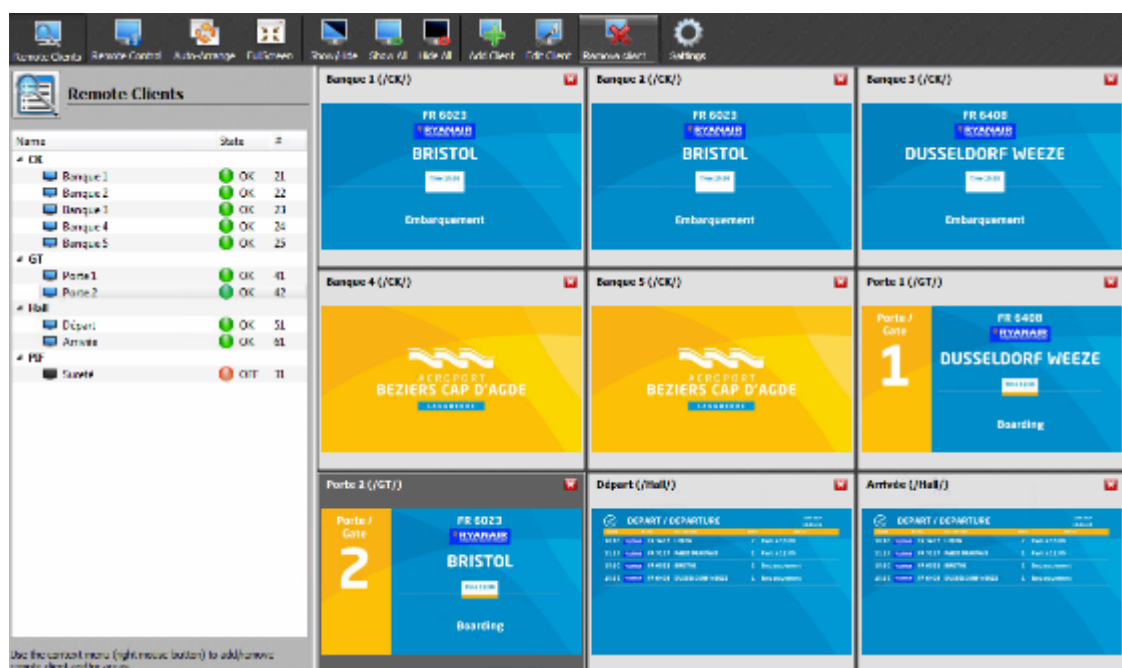 Remote Clients Remote Control Auto-Arrange FullScreen Show/Hide Show All Hide All Add Client Edit Client Remove client Settings
Remote Clients
Name State #
CK
Banque 1 OK 21
Banque 2 OK 22
Banque 3 OK 23
Banque 4 OK 24
Banque 5 OK 25
GT
Porte 1 OK 41
Porte 2 OK 42
Hall
Départ OK 51
Arrivée OK 61
PIF
Sureté OFF
Use the context menu (right mouse button) to add/remove
Banque 1 (/CK/)
FR 6023
RYANAIR
BRISTOL
Embarquement
Banque 2 (/CK/)
FR 6023
RYANAIR
BRISTOL
Embarquement
Banque 3 (/CK/)
FR 6408
RYANAIR
DUSSELDORF WEEZE
Embarquement
Banque 4 (/CK/)
AEROPORT
BEZIERS CAP D'AGDE
Banque 5 (/CK/)
AEROPORT
BEZIERS CAP D'AGDE
Porte 1 (/GT/)
Porte /
Gate
1
FR 6408
RYANAIR
DUSSELDORF WEEZE
Boarding
Porte 2 (/GT/)
Porte /
Gate
2
FR 6023
RYANAIR
BRISTOL
Boarding
Départ (/Hall/)
DEPART / DEPARTURE
Arrivée (/Hall/)
DEPART / DEPARTURE